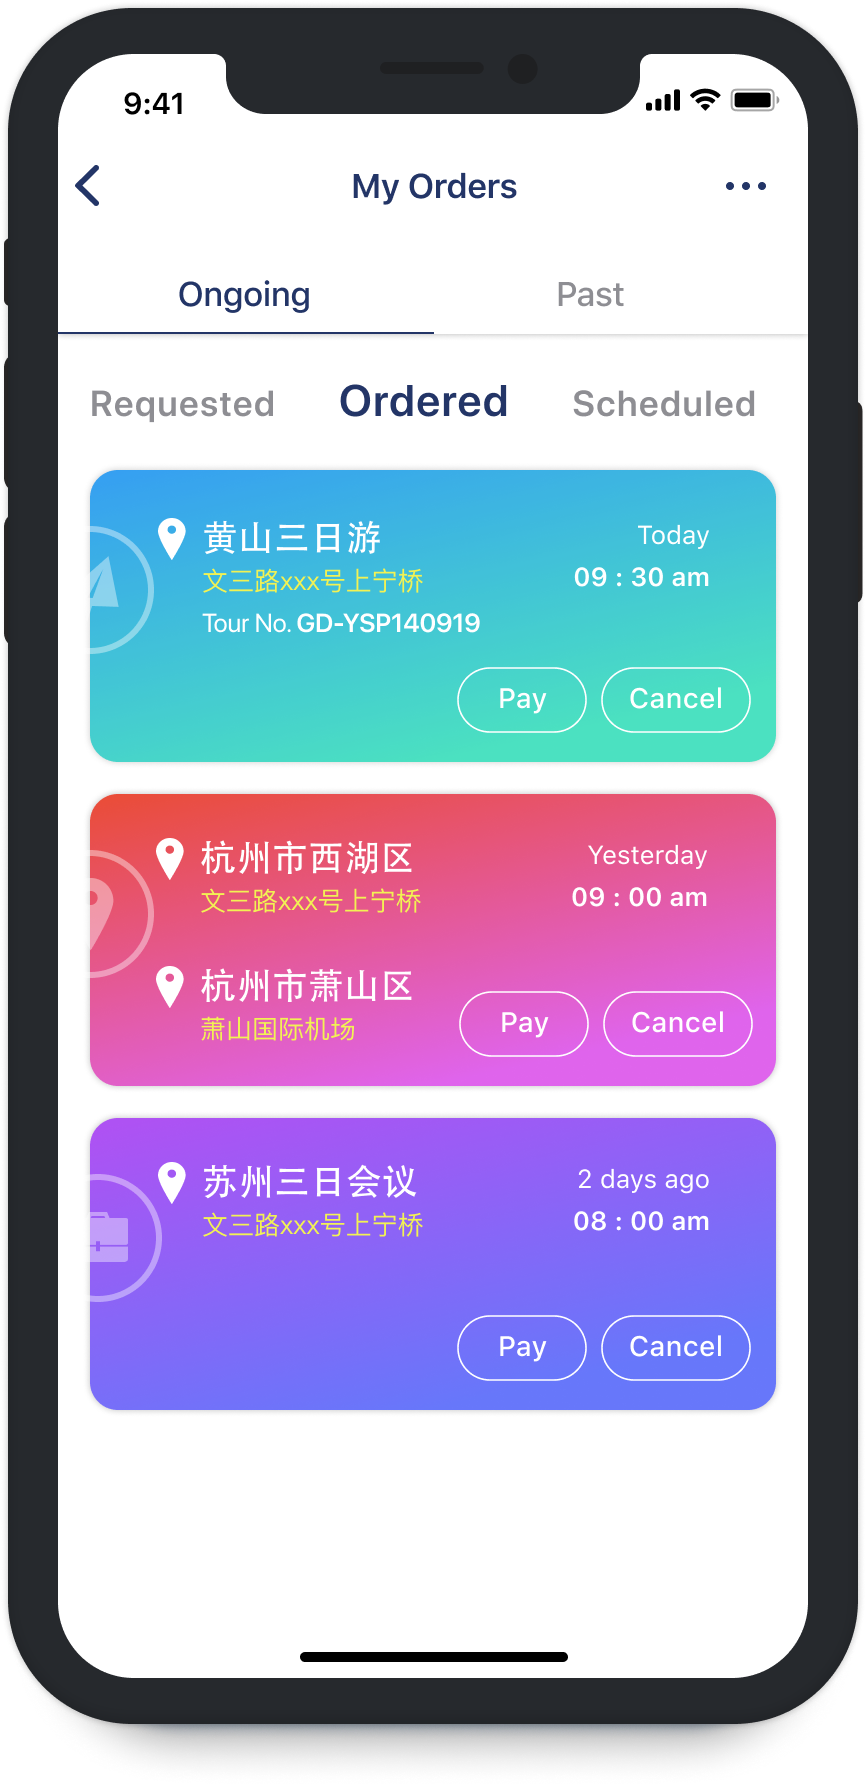 9:41
My Orders
Ongoing Past
Requested Ordered Scheduled
黄山三日游 Today
文三路xxx号上宁桥 09 : 30 am
Tour No. GD-YSP140919
Pay Cancel
杭州市西湖区 Yesterday
文三路xxx号上宁桥 09 : 00 am
杭州市萧山区
萧山国际机场
Pay Cancel
苏州三日会议 2 days ago
文三路xxx号上宁桥 08 : 00 am
Pay Cancel